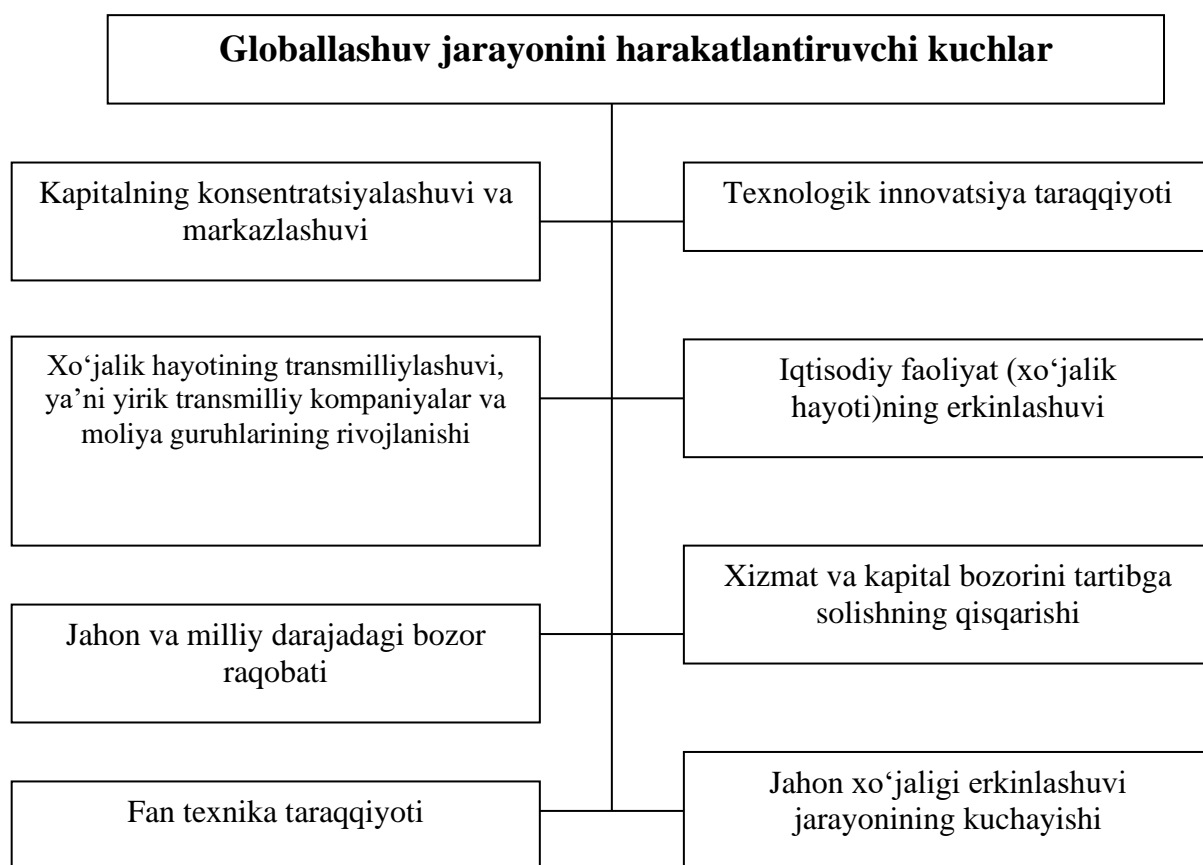 Globallashuv jarayonini harakatlantiruvchi kuchlar
Kapitalning konsentratsiyalashuvi va
markazlashuvi
Texnologik innovatsiya taraqqiyoti
Xo‘jalik hayotining transmilliylashuvi,
ya’ni yirik transmilliy kompaniyalar va
moliya guruhlarining rivojlanishi
Iqtisodiy faoliyat (xo‘jalik
hayoti)ning erkinlashuvi
Jahon va milliy darajadagi bozor
raqobati
Xizmat va kapital bozorini tartibga
solishning qisqarishi
Fan texnika taraqqiyoti
Jahon xo‘jaligi erkinlashuvi
jarayonining kuchayishi